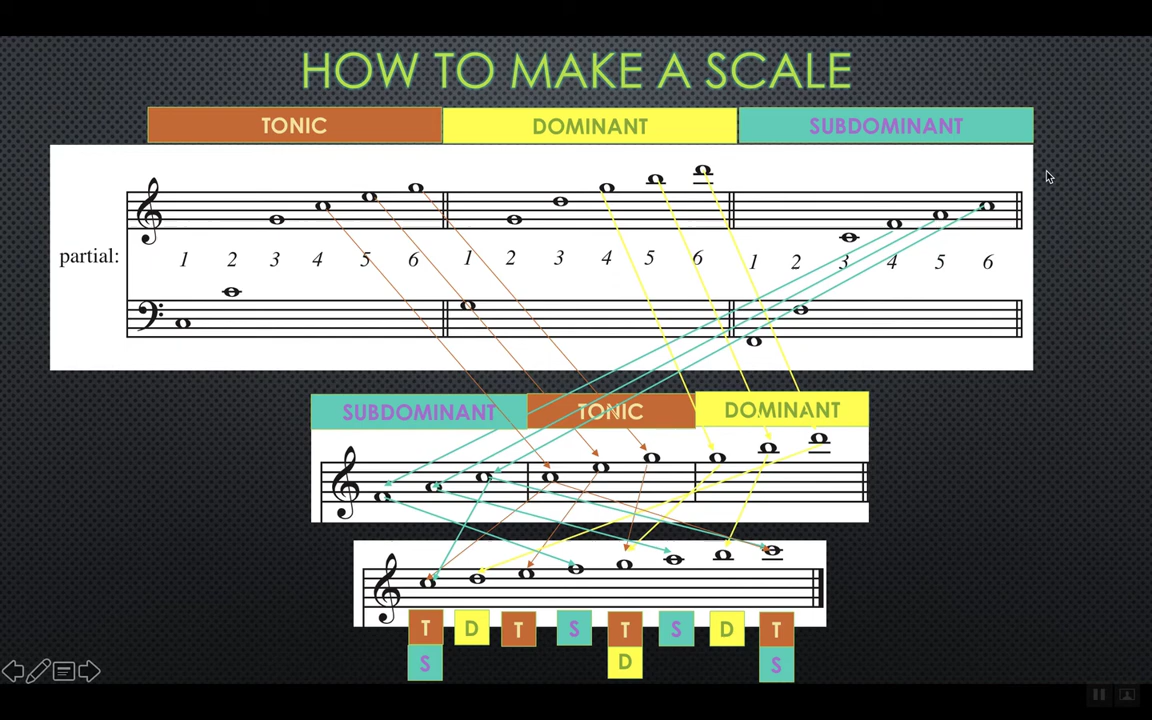 HOW TO MAKE A SCALE
TONIC DOMINANT SUBDOMINANT
partial: 1 2 3 4 5 6 1 2 3 4 5 6 1 2 3 4 5 6
SUBDOMINANT TONIC DOMINANT
T D T S T S D T
S D S